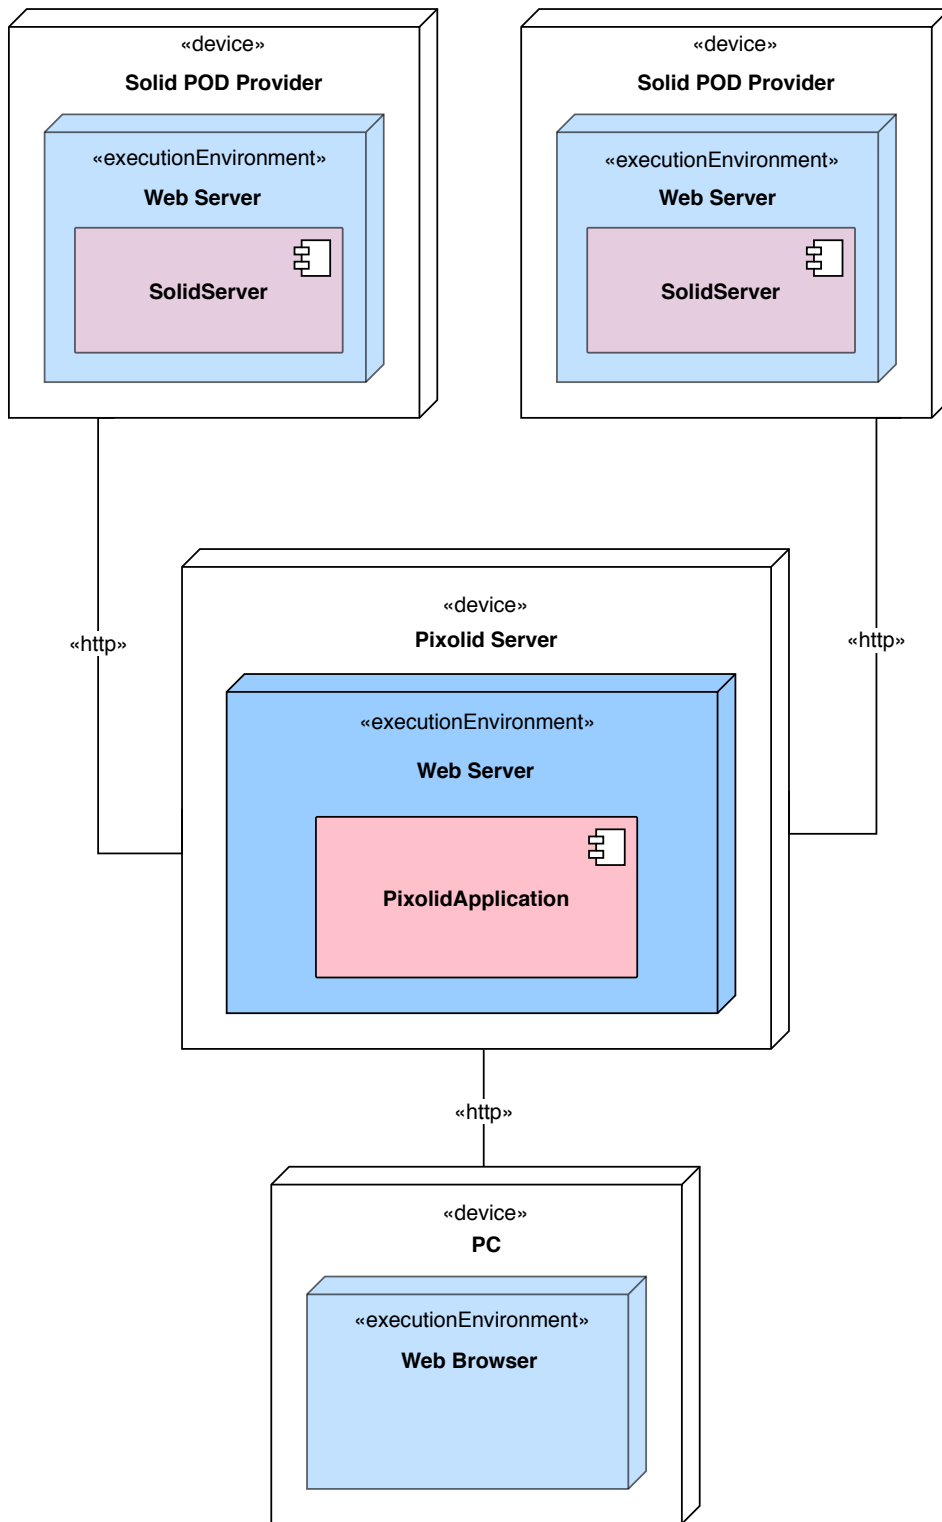 «device»
Solid POD Provider
«executionEnvironment»
Web Server
SolidServer
«device»
Solid POD Provider
«executionEnvironment»
Web Server
SolidServer
«http»
«http»
«device»
Pixolid Server
«executionEnvironment»
Web Server
PixolidApplication
«http»
«device»
PC
«executionEnvironment»
Web Browser